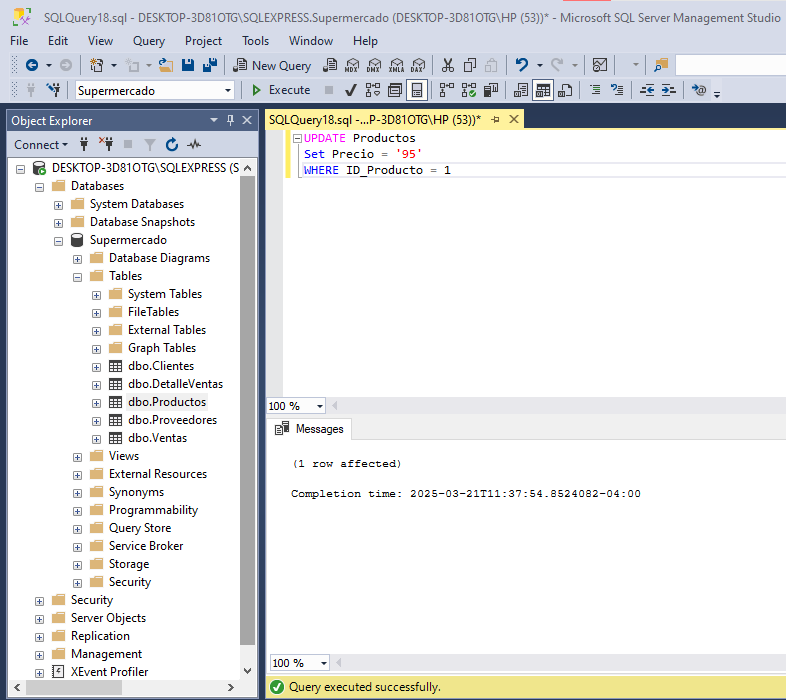 SQLQuery18.sql - DESKTOP-3D81OTG\SQLEXPRESS.Supermercado (DESKTOP-3D81OTG\HP (53))* - Microsoft SQL Server Management Studio
File Edit View Query Project Tools Window Help
New Query MDX DMX XMLA DAX
Supermercado Execute
Object Explorer
Connect
DESKTOP-3D81OTG\SQLEXPRESS (S
Databases
System Databases
Database Snapshots
Supermercado
Database Diagrams
Tables
System Tables
FileTables
External Tables
Graph Tables
dbo.Clientes
dbo.DetalleVentas
dbo.Productos
dbo.Proveedores
dbo.Ventas
Views
External Resources
Synonyms
Programmability
Query Store
Service Broker
Storage
Security
Security
Server Objects
Replication
Management
XEvent Profiler
SQLQuery18.sql -...P-3D81OTG\HP (53))*
UPDATE Productos
Set Precio = '95'
WHERE ID_Producto = 1
100 %
Messages
(1 row affected)
Completion time: 2025-03-21T11:37:54.8524082-04:00
100 %
Query executed successfully.